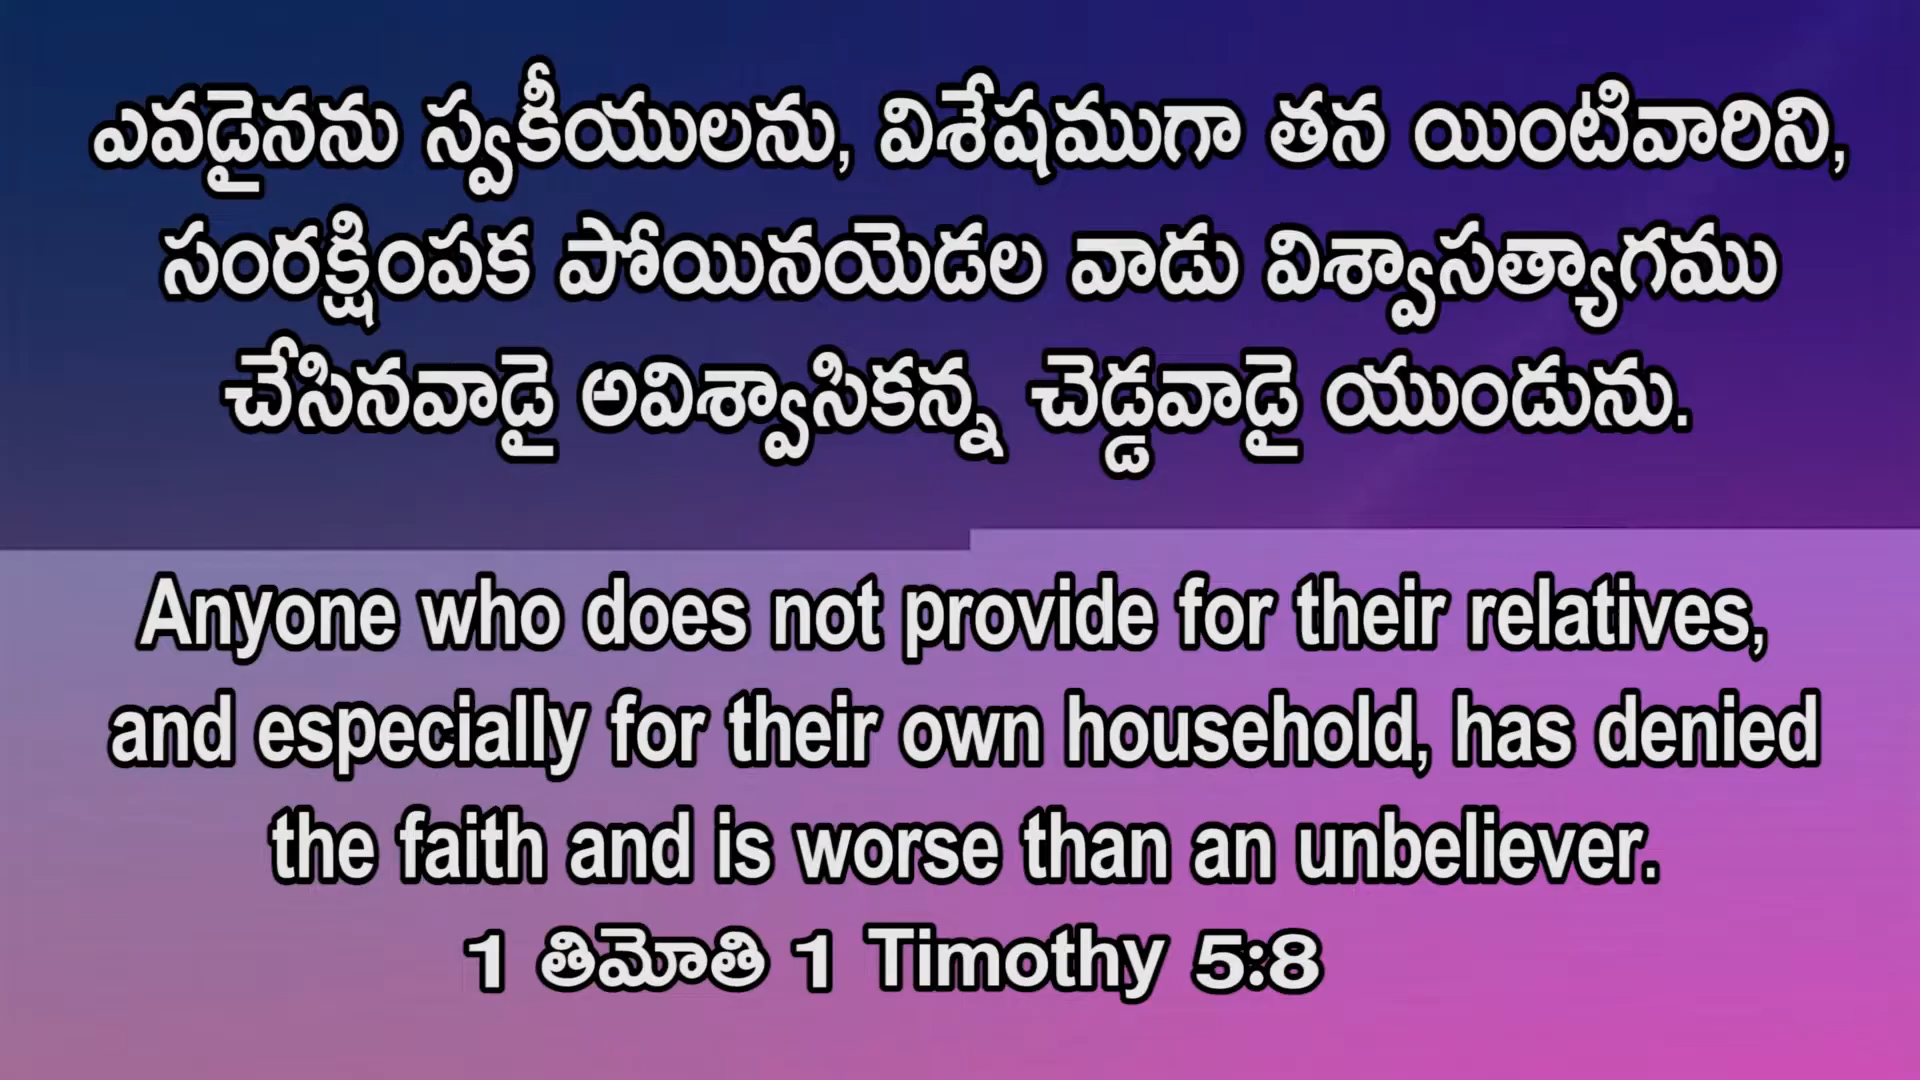 ఎవడైనను స్వకీయులను, విశేషముగా తన యింటివారిని,
సంరక్షింపక పోయినయెడల వాడు విశ్వాసత్యాగము
చేసినవాడై అవిశ్వాసికన్న చెడ్డవాడై యుండును.
Anyone who does not provide for their relatives,
and especially for their own household, has denied
the faith and is worse than an unbeliever.
1 తిమోతి 1 Timothy 5:8